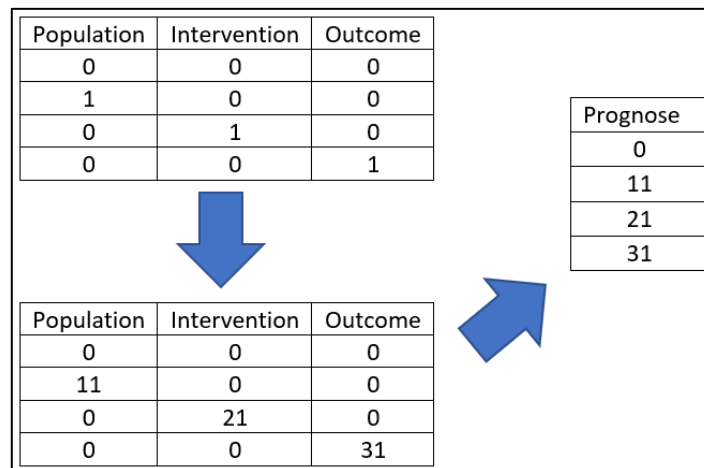 Population Intervention Outcome
0 0 0
1 0 0
0 1 0
0 0 1
Prognose
0
11
21
31
Population Intervention Outcome
0 0 0
11 0 0
0 21 0
0 0 31